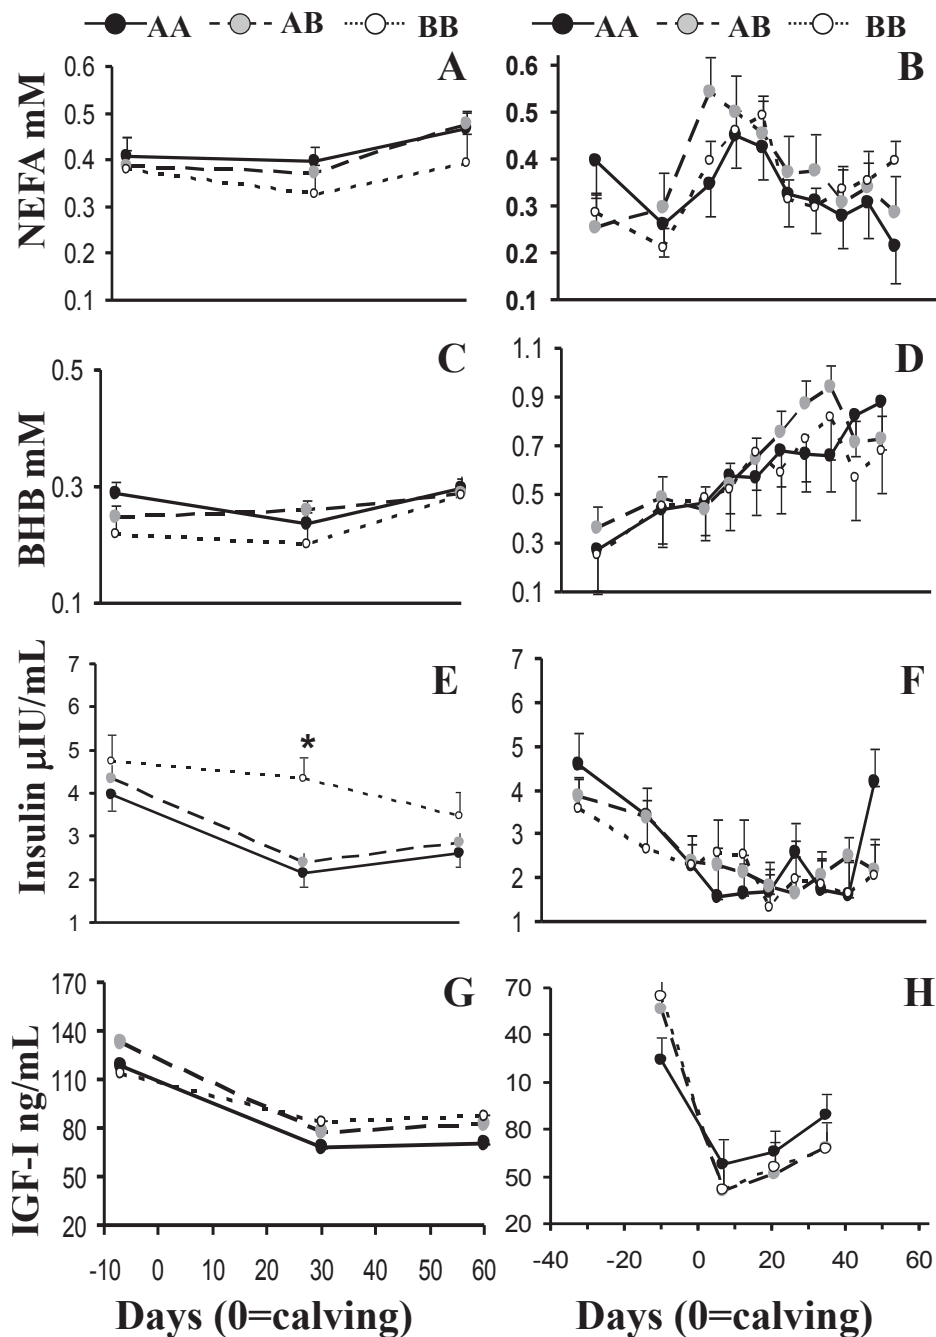 AA AB BB AA AB BB
A
NEFA mM
0.6
0.5
0.4
0.3
0.2
0.1
B
0.6
0.5
0.4
0.3
0.2
0.1
C
BHB mM
0.5
0.3
0.1
D
1.1
0.9
0.7
0.5
0.3
0.1
E
Insulin µIU/mL
7
6
5
4
3
2
1
*
F
7
6
5
4
3
2
1
G
IGF-I ng/mL
170
140
110
80
50
20
-10 0 10 20 30 40 50 60
Days (0=calving)
H
70
40
10
80
50
20
-40 -20 0 20 40 60
Days (0=calving)